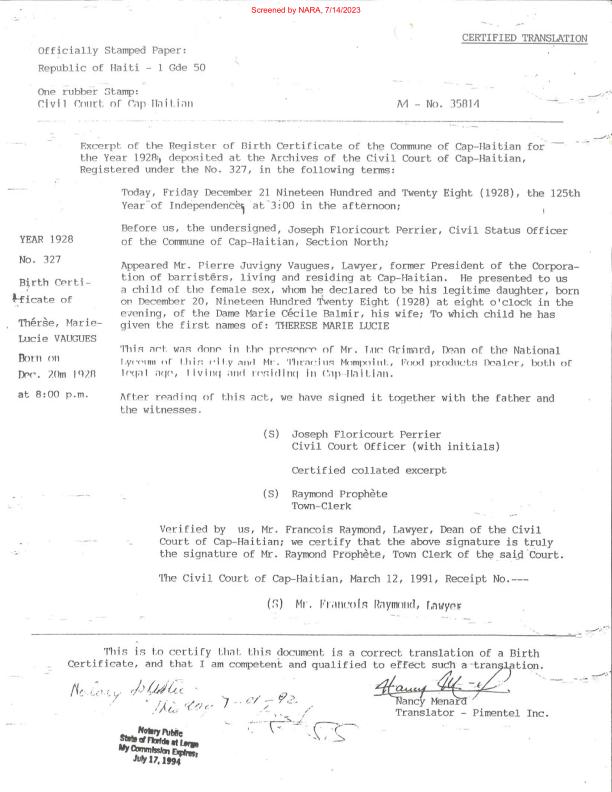 Screened by NARA, 7/14/2023
CERTIFIED TRANSLATION
Officially Stamped Paper:
Republic of Haiti - 1 Gde 50
One rubber Stamp:
Civil Court of Cap-Haitian
M - No. 35814
Excerpt of the Register of Birth Certificate of the Commune of Cap-Haitian for
the Year 1928, deposited at the Archives of the Civil Court of Cap-Haitian,
Registered under the No. 327, in the following terms:
Today, Friday December 21 Nineteen Hundred and Twenty Eight (1928), the 125th
Year of Independence, at 3:00 in the afternoon;
Before us, the undersigned, Joseph Floricourt Perrier, Civil Status Officer
of the Commune of Cap-Haitian, Section North;
YEAR 1928
No. 327
Birth Certi-
ficate of
Théràse, Marie-
Lucie VAUGUES
Born on
Dec. 20m 1928
at 8:00 p.m.
Appeared Mr. Pierre Juvigny Vaugues, Lawyer, former President of the Corpora-
tion of barristers, living and residing at Cap-Haitian. He presented to us
a child of the female sex, whom he declared to be his legitime daughter, born
on December 20, Nineteen Hundred Twenty Eight (1928) at eight o'clock in the
evening, of the Dame Marie Cécile Balmir, his wife; To which child he has
given the first names of: THERESE MARIE LUCIE
This act was done in the presence of Mr. Luc Grimard, Dean of the National
Lyceum of this city and Mr. Thracius Mompoint, Food products Dealer, both of
legal age, living and residing in Cap-Haitian.
After reading of this act, we have signed it together with the father and
the witnesses.
(S) Joseph Floricourt Perrier
Civil Court Officer (with initials)
Certified collated excerpt
(S) Raymond Prophète
Town-Clerk
Verified by us, Mr. Francois Raymond, Lawyer, Dean of the Civil
Court of Cap-Haitian; we certify that the above signature is truly
the signature of Mr. Raymond Prophète, Town Clerk of the said Court.
The Civil Court of Cap-Haitian, March 12, 1991, Receipt No.---
(S) Mr. Francois Raymond, Lawyer
This is to certify that this document is a correct translation of a Birth
Certificate, and that I am competent and qualified to effect such a translation.
Notary
this day 7-01-92
Nancy Menard
Translator - Pimentel Inc.
Notary Public
State of Florida at Large
My Commission Expires
July 17, 1994